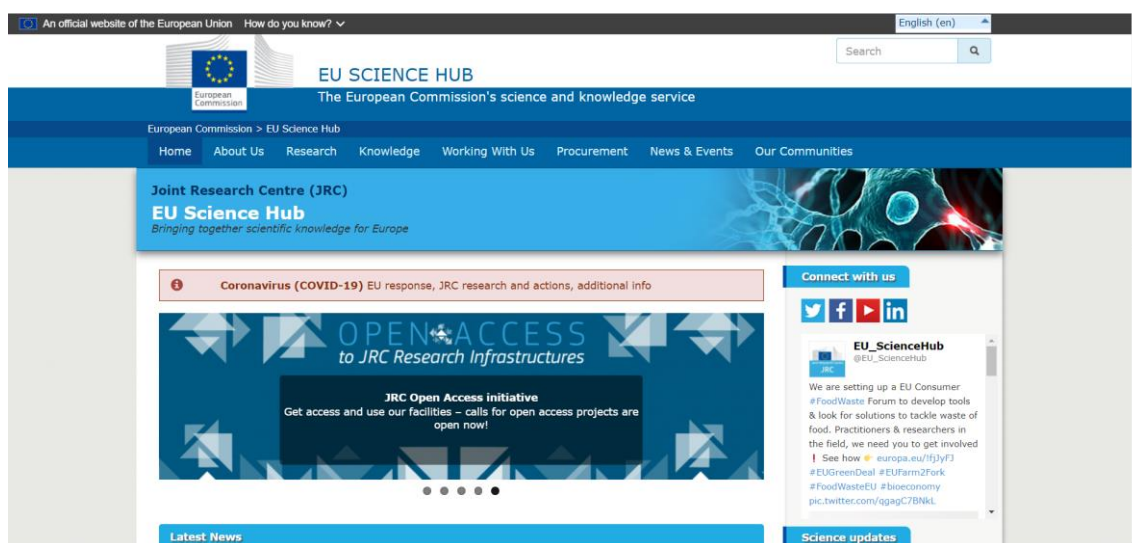 An official website of the European Union How do you know?
English (en)
Search
European
Commission
EU SCIENCE HUB
The European Commission's science and knowledge service
European Commission > EU Science Hub
Home About Us Research Knowledge Working With Us Procurement News & Events Our Communities
Joint Research Centre (JRC)
EU Science Hub
Bringing together scientific knowledge for Europe
Coronavirus (COVID-19) EU response, JRC research and actions, additional info
OPEN ACCESS
to JRC Research Infrastructures
JRC Open Access initiative
Get access and use our facilities – calls for open access projects are
open now!
Latest News
Connect with us
EU_ScienceHub
@EU_ScienceHub
JRC
We are setting up a EU Consumer
#FoodWaste Forum to develop tools
& look for solutions to tackle waste of
food. Practitioners & researchers in
the field, we need you to get involved
❗ See how 👉 europa.eu/!fjJyFJ
#EUGreenDeal #EUFarm2Fork
#FoodWasteEU #bioeconomy
pic.twitter.com/qgagC7BNkL
Science updates